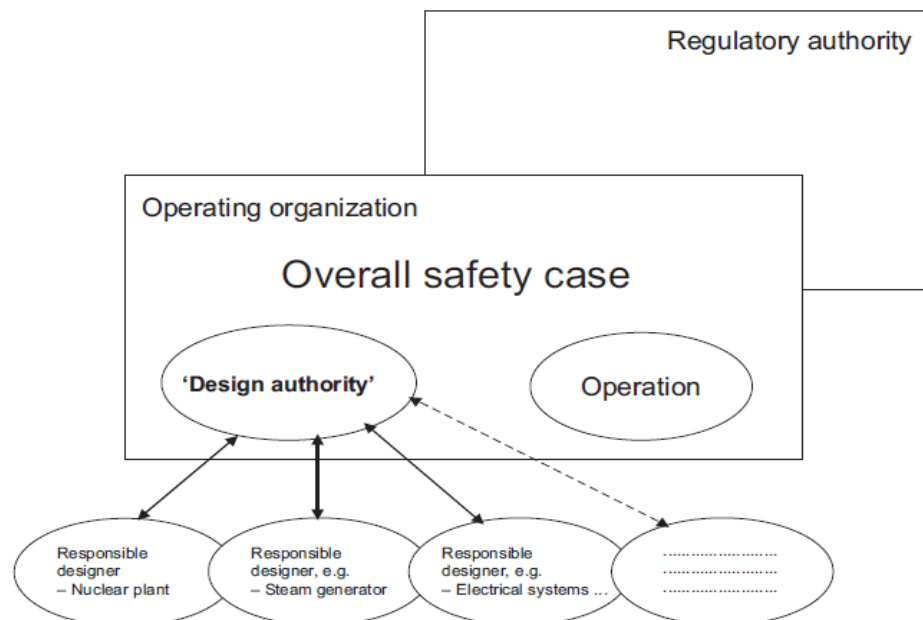 Regulatory authority
Operating organization
Overall safety case
‘Design authority’
Operation
Responsible
designer
– Nuclear plant
Responsible
designer, e.g.
– Steam generator
Responsible
designer, e.g.
– Electrical systems ...
........................
........................
........................